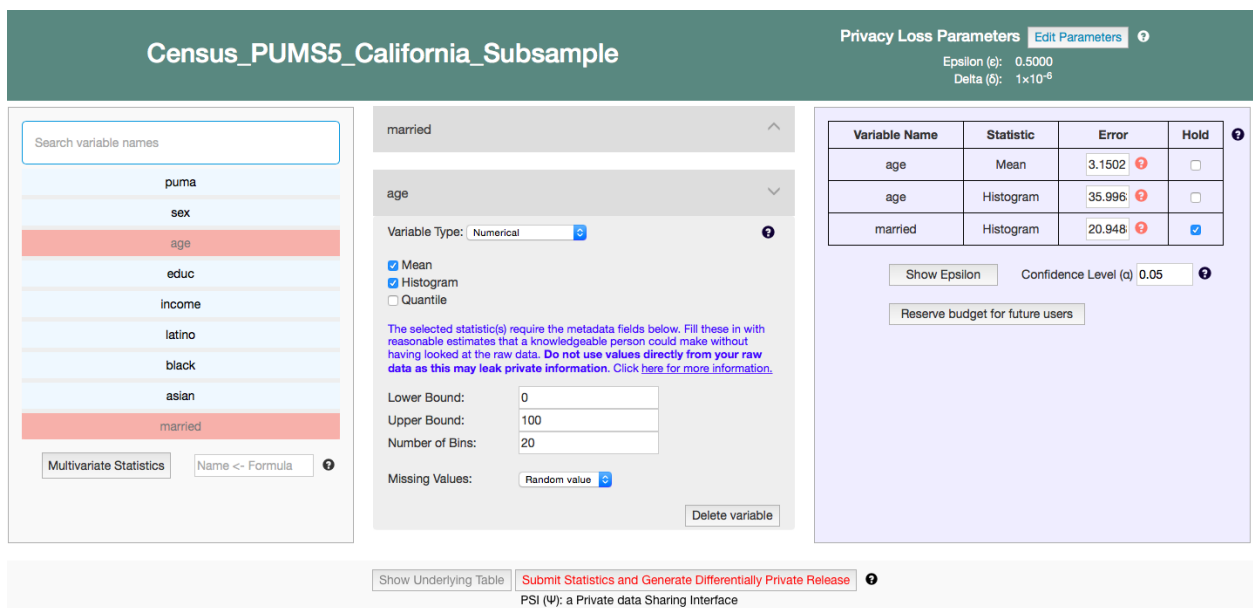 Census_PUMS5_California_Subsample
Privacy Loss Parameters Edit Parameters ?
Epsilon (ε): 0.5000
Delta (δ): 1×10-6
Search variable names
puma
sex
age
educ
income
latino
black
asian
married
Multivariate Statistics Name <- Formula ?
married
age
Variable Type: Numerical ?
Mean
Histogram
Quantile
The selected statistic(s) require the metadata fields below. Fill these in with
reasonable estimates that a knowledgeable person could make without
having looked at the raw data. Do not use values directly from your raw
data as this may leak private information. Click here for more information.
Lower Bound: 0
Upper Bound: 100
Number of Bins: 20
Missing Values: Random value
Delete variable
Variable Name Statistic Error Hold ?
age Mean 3.1502 ?
age Histogram 35.996 ?
married Histogram 20.948 ?
Show Epsilon Confidence Level (α) 0.05 ?
Reserve budget for future users
Show Underlying Table Submit Statistics and Generate Differentially Private Release ?
PSI (Ψ): a Private data Sharing Interface